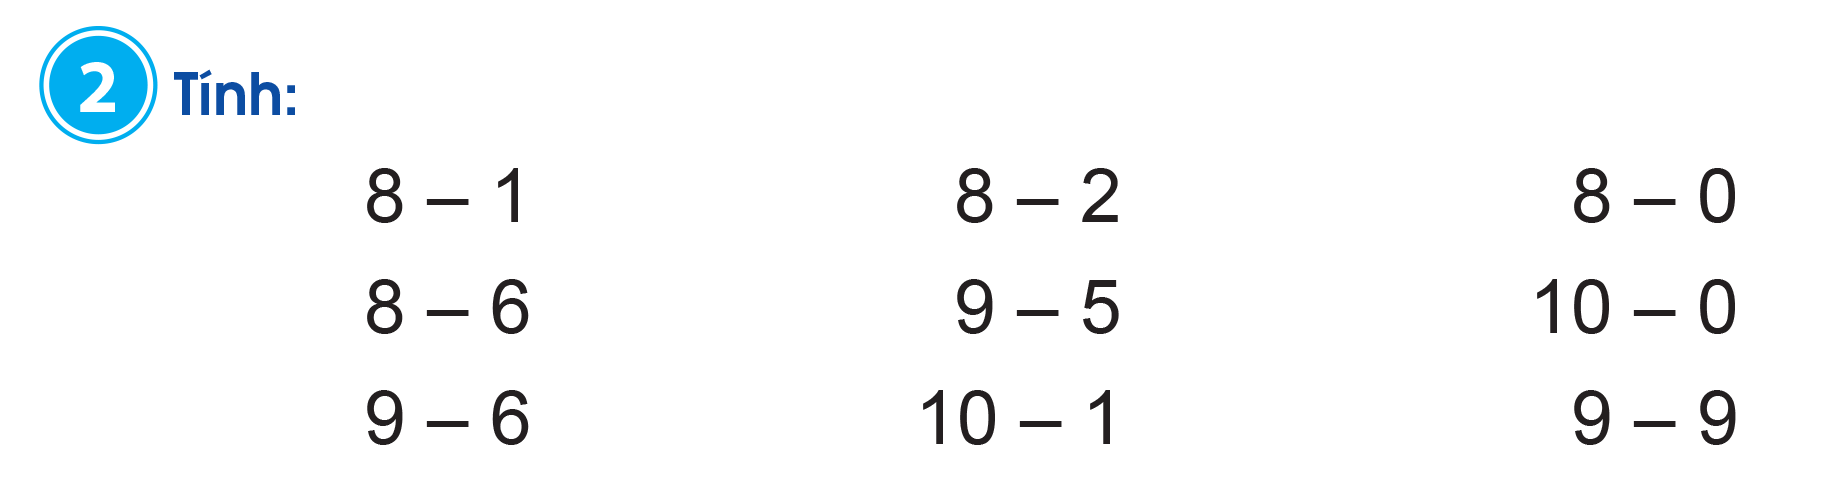 2 Tính:
8 – 1 8 – 2 8 – 0
8 – 6 9 – 5 10 – 0
9 – 6 10 – 1 9 – 9